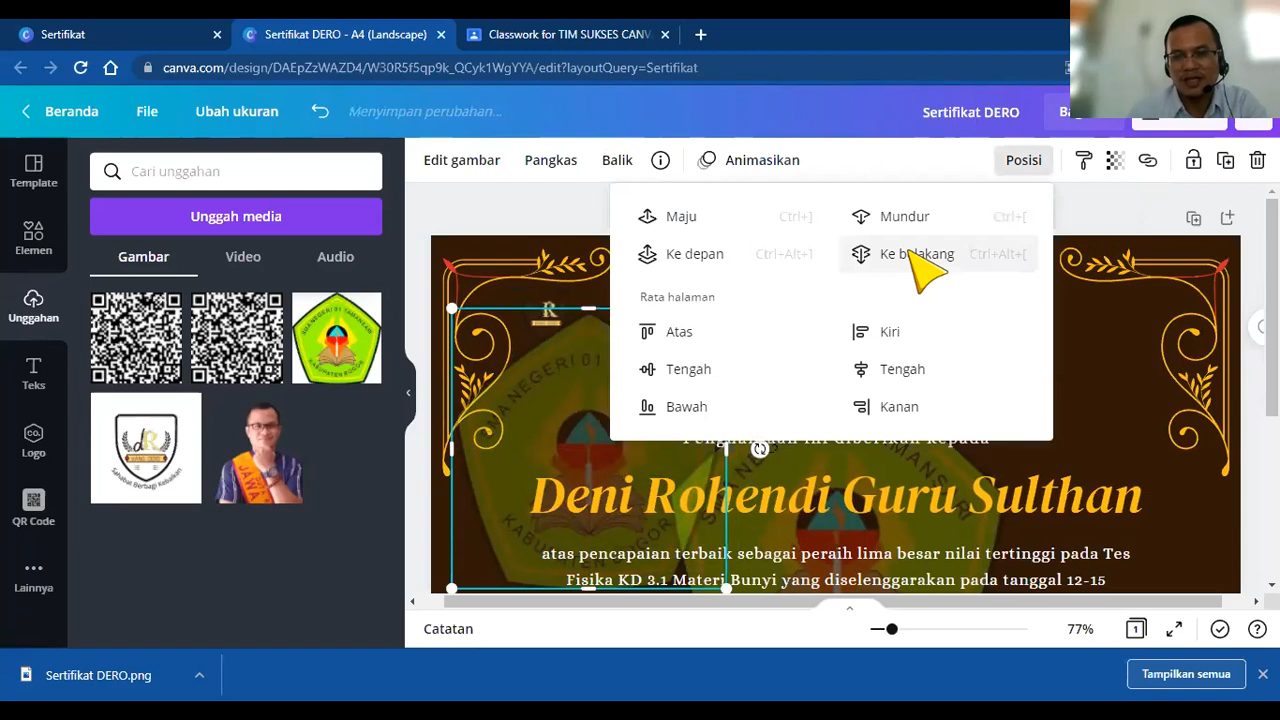 Sertifikat
Sertifikat DERO - A4 (Landscape)
Classwork for TIM SUKSES CANV
canva.com/design/DAEpZzWAZD4/W30R5f5qp9k_QCyk1WgYYA/edit?layoutQuery=Sertifikat
Beranda
File
Ubah ukuran
Menyimpan perubahan...
Sertifikat DERO
Template
Elemen
Unggahan
Teks
Logo
QR Code
Lainnya
Cari unggahan
Unggah media
Gambar
Video
Audio
Edit gambar
Pangkas
Balik
Animasikan
Posisi
Maju
Ctrl+]
Mundur
Ctrl+[
Ke depan
Ctrl+Alt+]
Ke belakang
Ctrl+Alt+[
Rata halaman
Atas
Kiri
Tengah
Tengah
Bawah
Kanan
Deni Rohendi Guru Sulthan
atas pencapaian terbaik sebagai peraih lima besar nilai tertinggi pada Tes
Fisika KD 3.1 Materi Bunyi yang diselenggarakan pada tanggal 12-15
Catatan
77%
1
Sertifikat DERO.png
Tampilkan semua